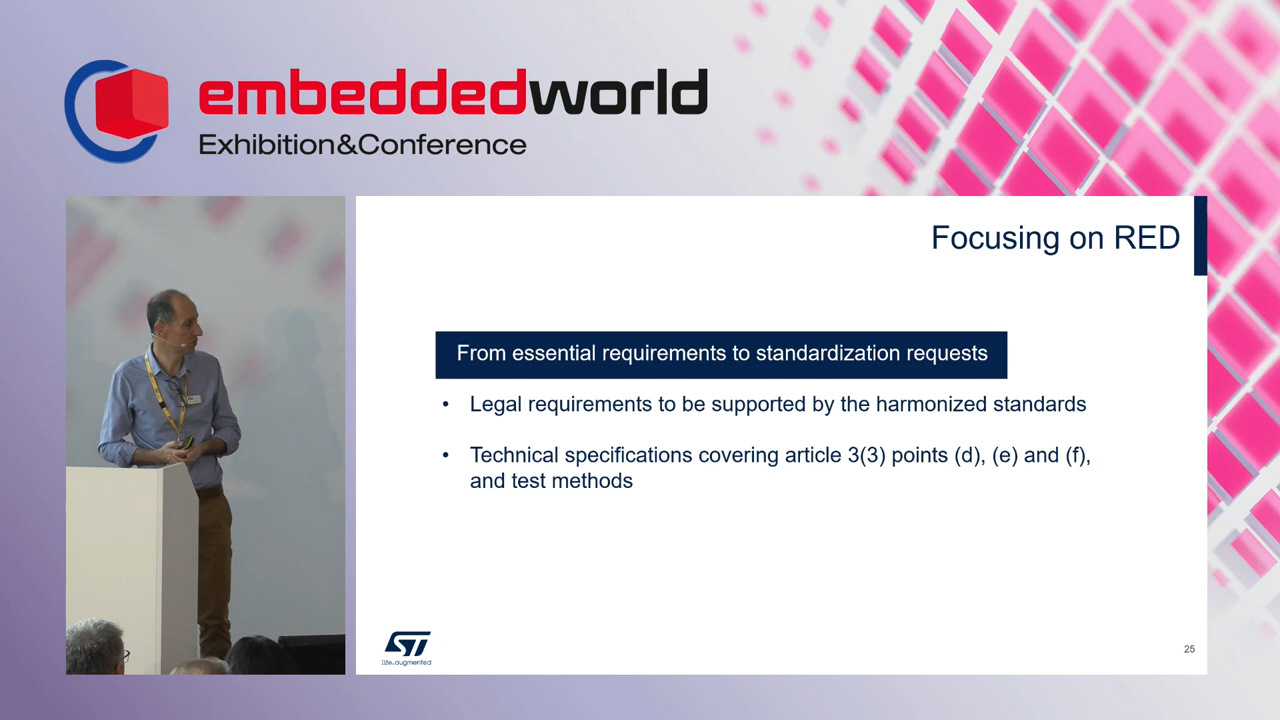 embeddedworld
Exhibition&Conference
Focusing on RED
From essential requirements to standardization requests
• Legal requirements to be supported by the harmonized standards
• Technical specifications covering article 3(3) points (d), (e) and (f),
and test methods
ST
life.augmented
25